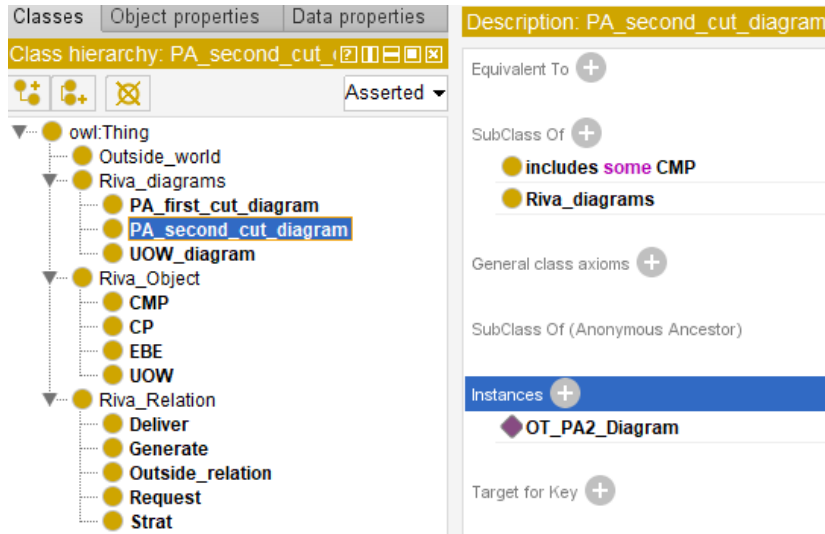 Classes
Object properties
Data properties
Class hierarchy: PA_second_cut_
Asserted
owl:Thing
Outside_world
Riva_diagrams
PA_first_cut_diagram
PA_second_cut_diagram
UOW_diagram
Riva_Object
CMP
CP
EBE
UOW
Riva_Relation
Deliver
Generate
Outside_relation
Request
Strat
Description: PA_second_cut_diagram
Equivalent To
SubClass Of
includes some CMP
Riva_diagrams
General class axioms
SubClass Of (Anonymous Ancestor)
Instances
OT_PA2_Diagram
Target for Key